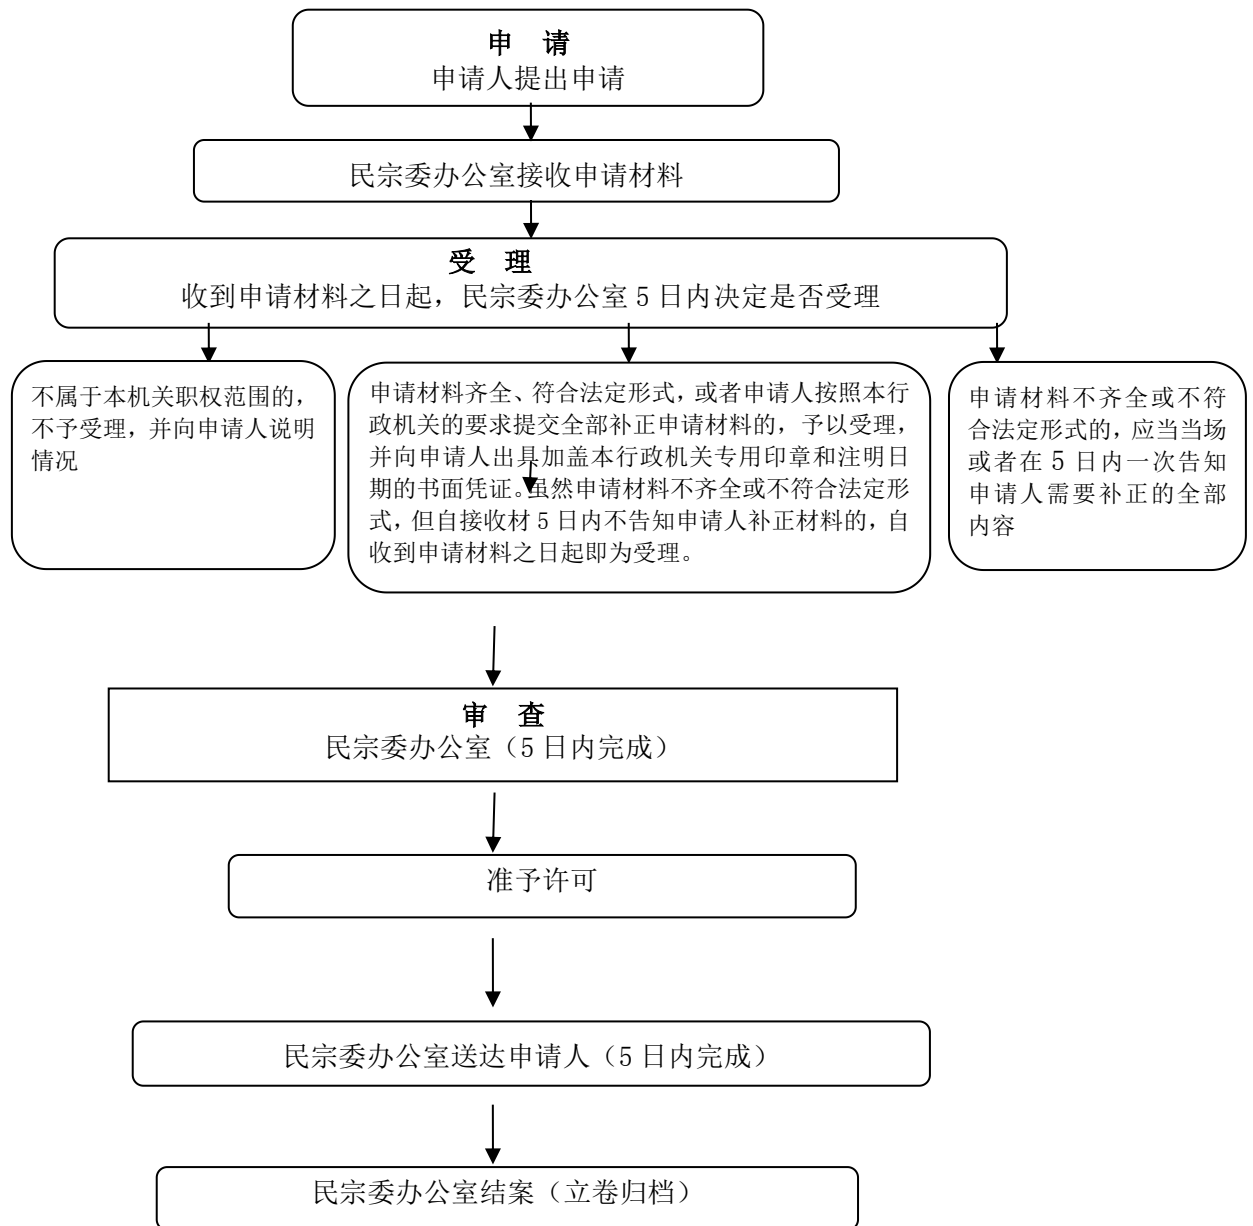 申 请
申请人提出申请
民宗委办公室接收申请材料
受 理
收到申请材料之日起，民宗委办公室 5 日内决定是否受理
不属于本机关职权范围的，
不予受理，并向申请人说明
情况
申请材料齐全、符合法定形式，或者申请人按照本行
政机关的要求提交全部补正申请材料的，予以受理，
并向申请人出具加盖本行政机关专用印章和注明日
期的书面凭证。虽然申请材料不齐全或不符合法定形
式，但自接收材 5 日内不告知申请人补正材料的，自
收到申请材料之日起即为受理。
申请材料不齐全或不符
合法定形式的，应当当场
或者在 5 日内一次告知
申请人需要补正的全部
内容
审 查
民宗委办公室（5 日内完成）
准予许可
民宗委办公室送达申请人（5 日内完成）
民宗委办公室结案（立卷归档）